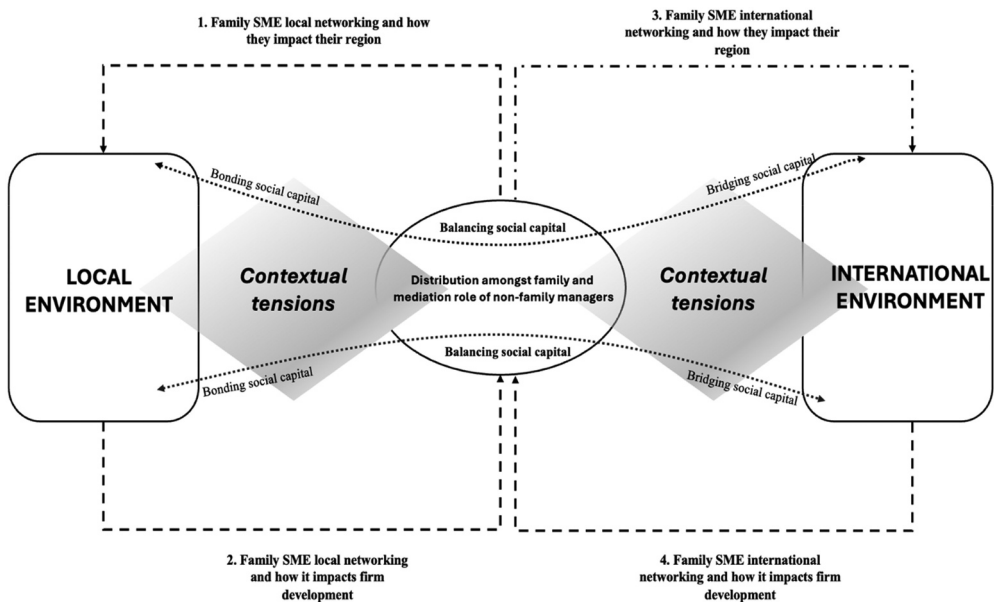 1. Family SME local networking and how
they impact their region
3. Family SME international
networking and how they impact their
region
Bonding social capital
Bridging social capital
Balancing social capital
LOCAL
ENVIRONMENT
Contextual
tensions
Distribution amongst family and
mediation role of non-family managers
Contextual
tensions
INTERNATIONAL
ENVIRONMENT
Balancing social capital
Bonding social capital
Bridging social capital
2. Family SME local networking
and how it impacts firm
development
4. Family SME international
networking and how it impacts firm
development